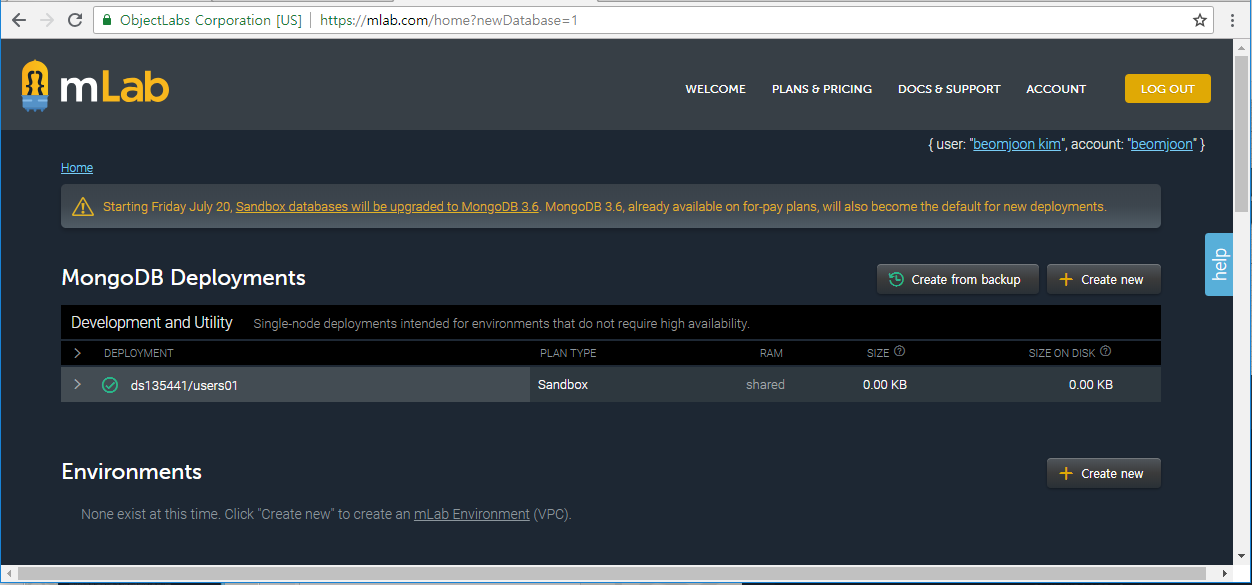 ObjectLabs Corporation [US] | https://mlab.com/home?newDatabase=1
mLab
WELCOME PLANS & PRICING DOCS & SUPPORT ACCOUNT LOG OUT
{ user: "beomjoon kim", account: "beomjoon" }
Home
Starting Friday July 20, Sandbox databases will be upgraded to MongoDB 3.6. MongoDB 3.6, already available on for-pay plans, will also become the default for new deployments.
help
MongoDB Deployments Create from backup Create new
Development and Utility Single-node deployments intended for environments that do not require high availability.
DEPLOYMENT PLAN TYPE RAM SIZE ? SIZE ON DISK ?
ds135441/users01 Sandbox shared 0.00 KB 0.00 KB
Environments Create new
None exist at this time. Click "Create new" to create an mLab Environment (VPC).